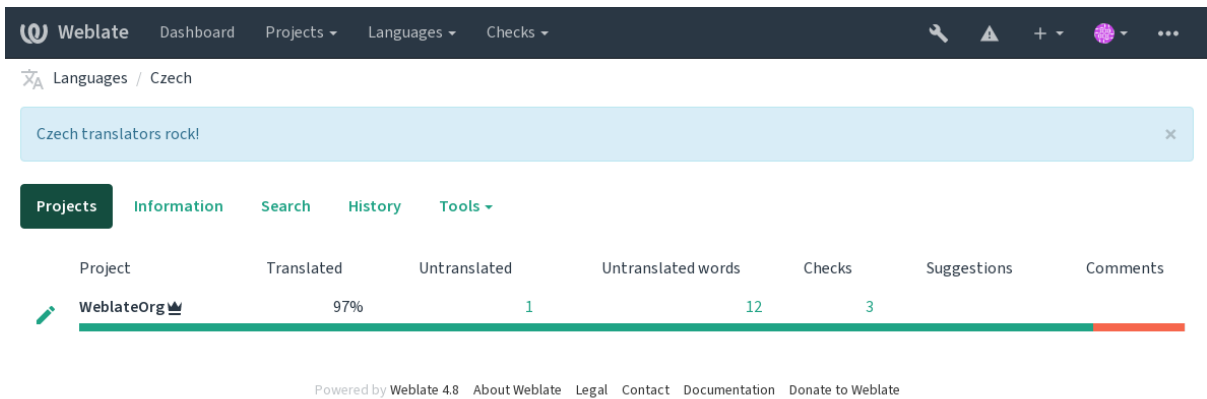 Weblate Dashboard Projects Languages Checks
Languages / Czech
Czech translators rock! ×
Projects Information Search History Tools
Project Translated Untranslated Untranslated words Checks Suggestions Comments
WeblateOrg 97% 1 12 3
Powered by Weblate 4.8 About Weblate Legal Contact Documentation Donate to Weblate